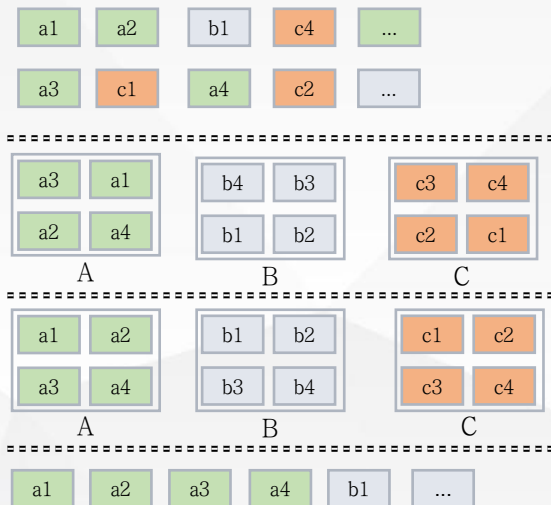 a1 a2 b1 c4 ...
a3 c1 a4 c2 ...
a3 a1 b4 b3 c3 c4
a2 a4 b1 b2 c2 c1
A B C
a1 a2 b1 b2 c1 c2
a3 a4 b3 b4 c3 c4
A B C
a1 a2 a3 a4 b1 ...